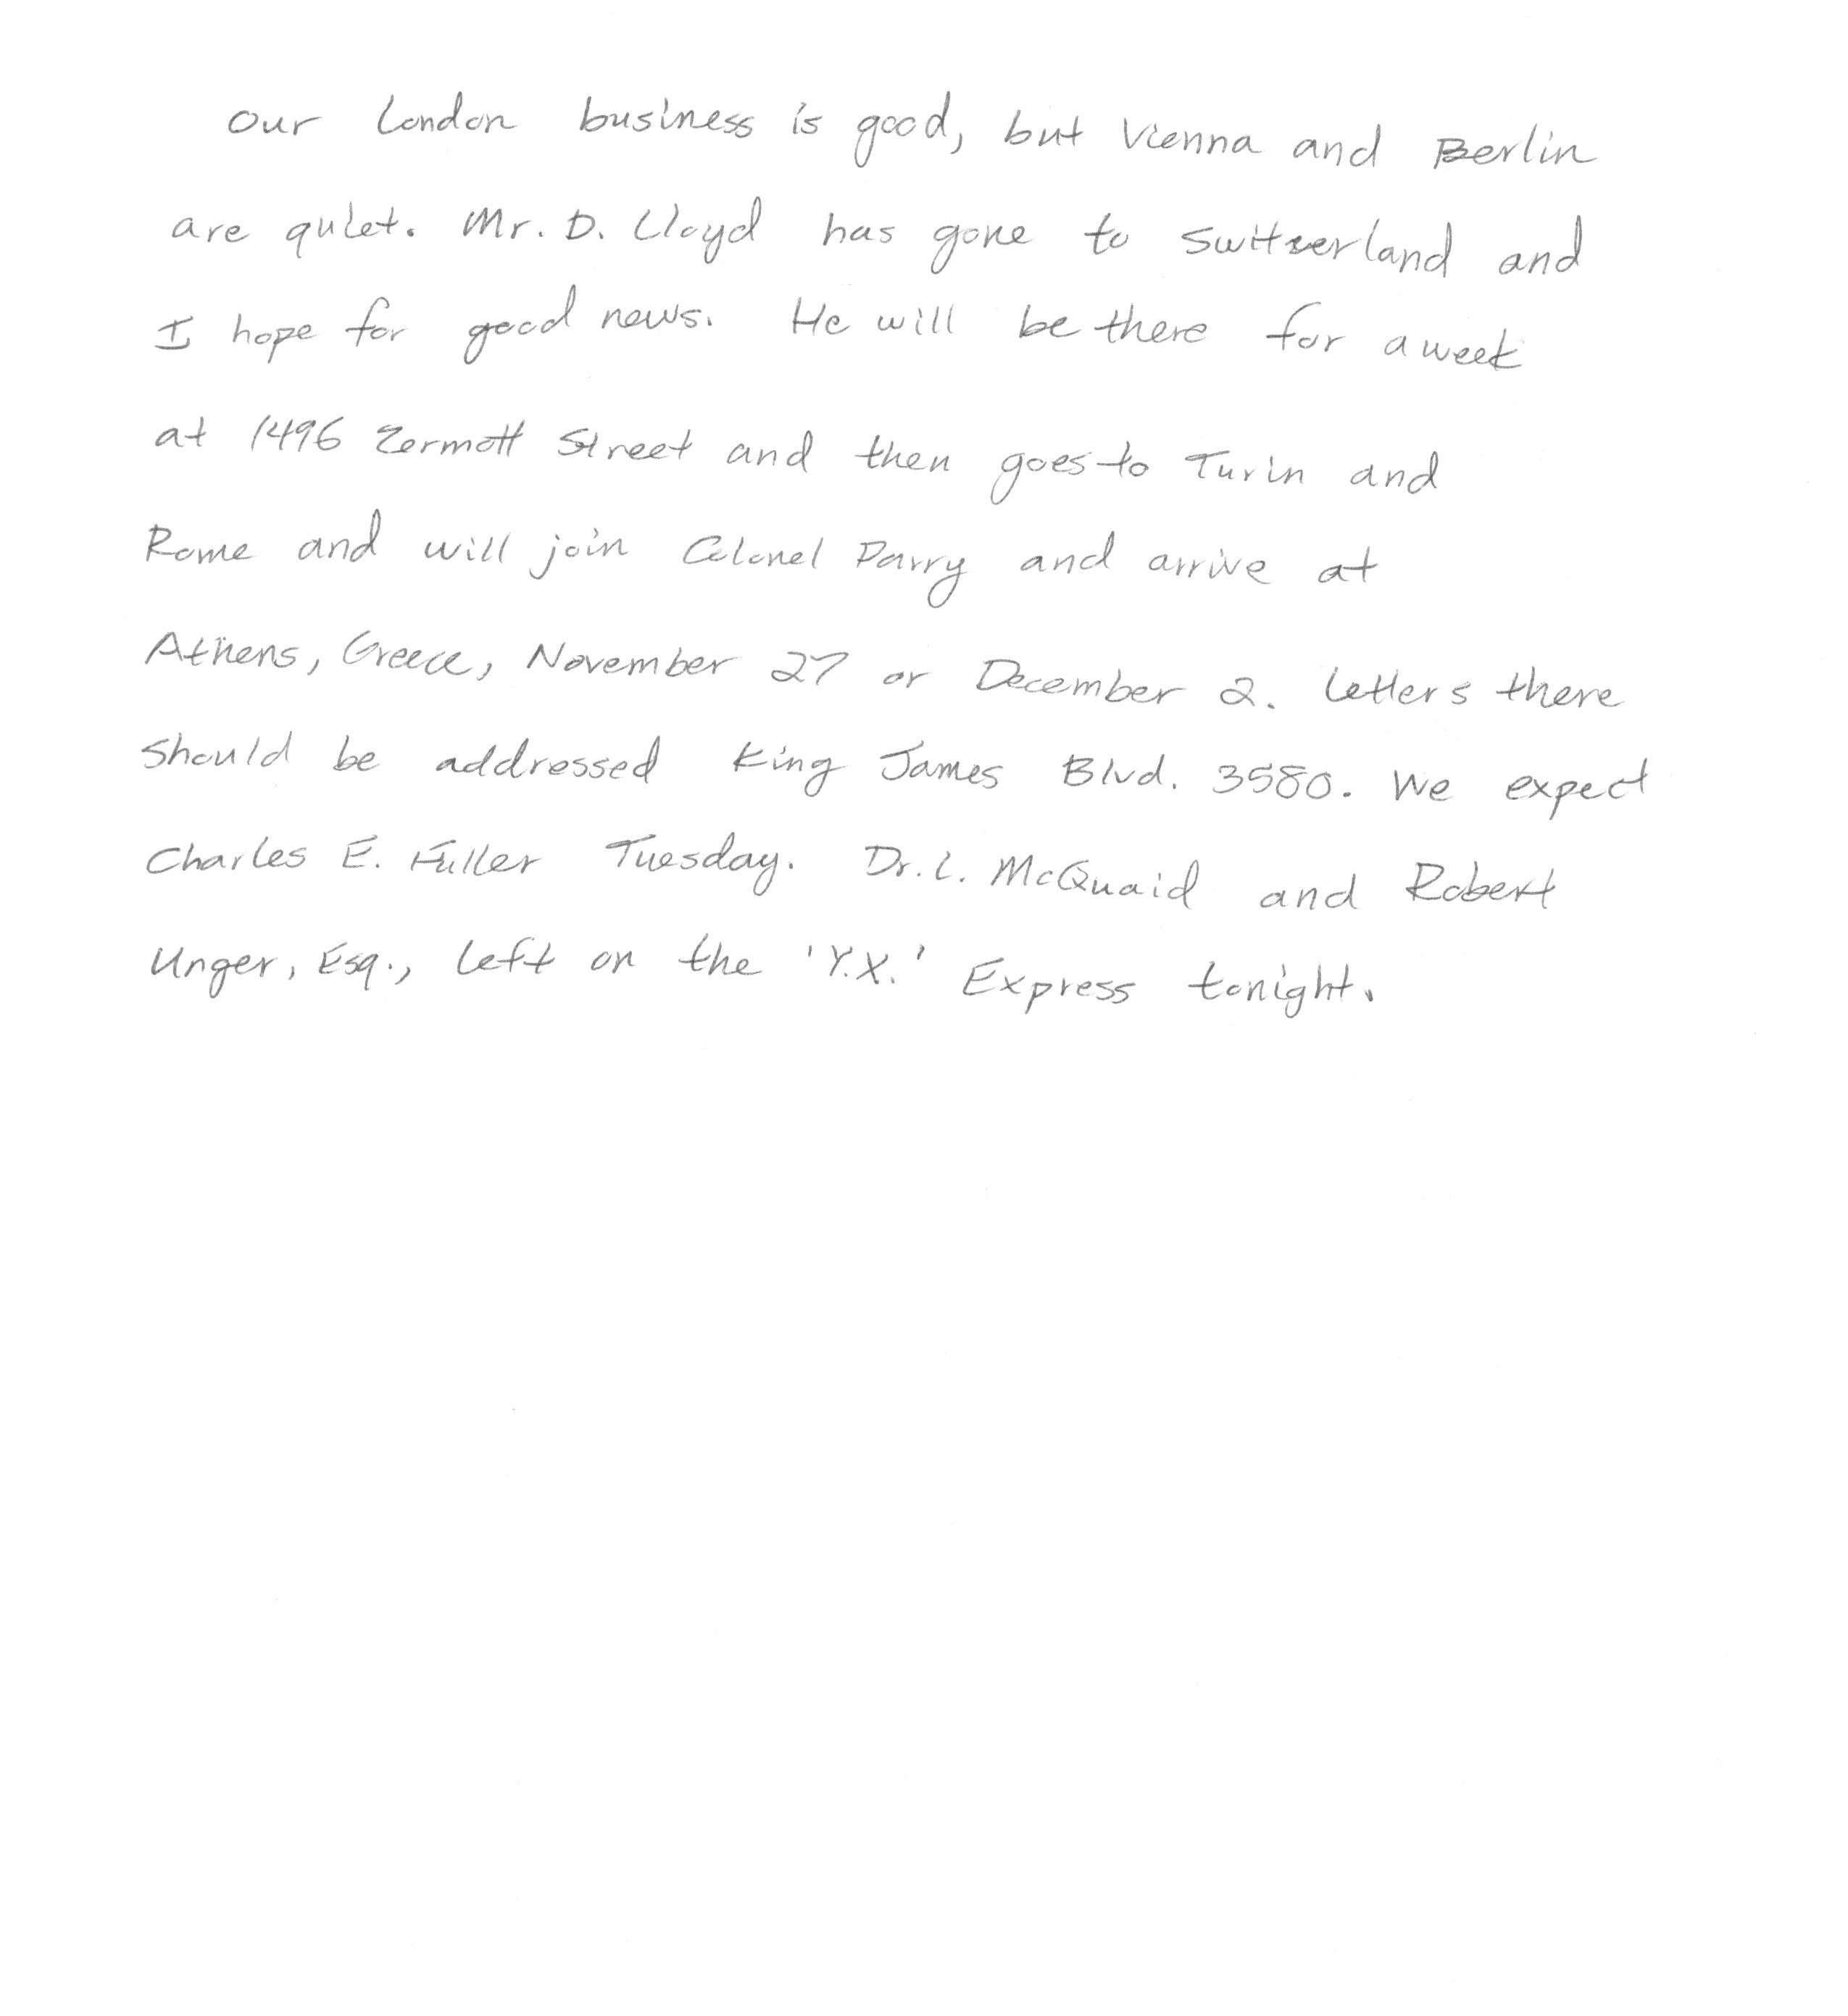 Our London business is good, but Vienna and Berlin
are quiet. Mr. D. Lloyd has gone to Switzerland and
I hope for good news. He will be there for a week
at 1496 Zermott Street and then goes to Turin and
Rome and will join Colonel Parry and arrive at
Athens, Greece, November 27 or December 2. Letters there
should be addressed King James Blvd. 3580. We expect
Charles E. Fuller Tuesday. Dr. L. McQuaid and Robert
Unger, Esq., left on the 'Y.X.' Express tonight.